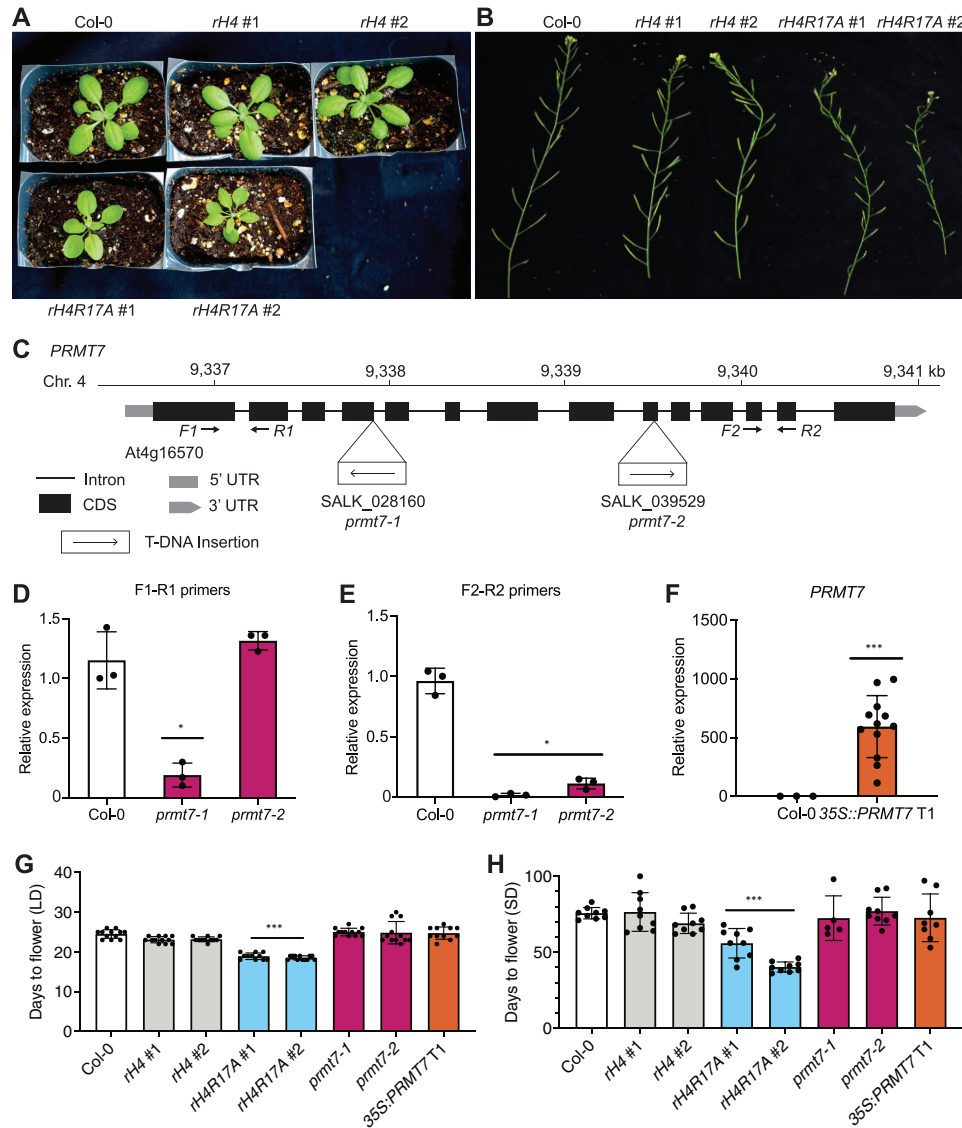 A
Col-0 rH4 #1 rH4 #2
rH4R17A #1 rH4R17A #2
B
Col-0 rH4 #1 rH4 #2 rH4R17A #1 rH4R17A #2
C
PRMT7
Chr. 4
9,337 9,338 9,339 9,340 9,341 kb
F1 R1 F2 R2
At4g16570
Intron 5' UTR
CDS 3' UTR
T-DNA Insertion
SALK_028160
prmt7-1
SALK_039529
prmt7-2
D
F1-R1 primers
Relative expression
1.5
1.0
0.5
0.0
*
Col-0 prmt7-1 prmt7-2
E
F2-R2 primers
Relative expression
1.5
1.0
0.5
0.0
*
Col-0 prmt7-1 prmt7-2
F
PRMT7
Relative expression
1500
1000
500
0
***
Col-0 35S::PRMT7 T1
G
Days to flower (LD)
40
30
20
10
0
***
Col-0
rH4 #1
rH4 #2
rH4R17A #1
rH4R17A #2
prmt7-1
prmt7-2
35S:PRMT7 T1
H
Days to flower (SD)
100
50
0
***
Col-0
rH4 #1
rH4 #2
rH4R17A #1
rH4R17A #2
prmt7-1
prmt7-2
35S:PRMT7 T1